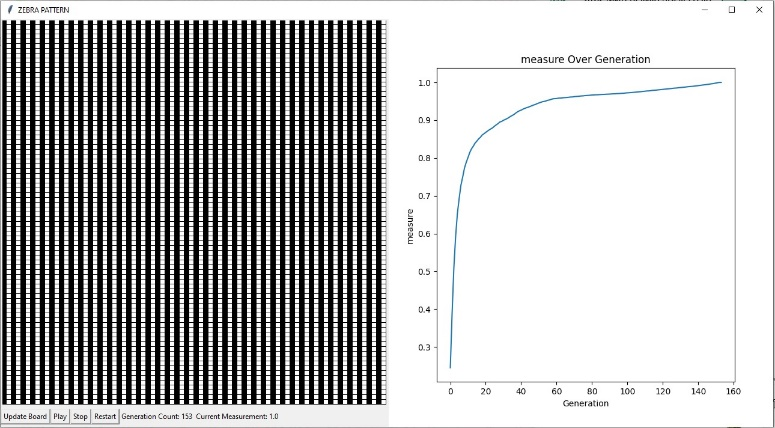 ZEBRA PATTERN
measure Over Generation
1.0
0.9
0.8
0.7
0.6
0.5
0.4
0.3
measure
0 20 40 60 80 100 120 140 160
Generation
Update Board Play Stop Restart Generation Count: 153 Current Measurement: 1.0